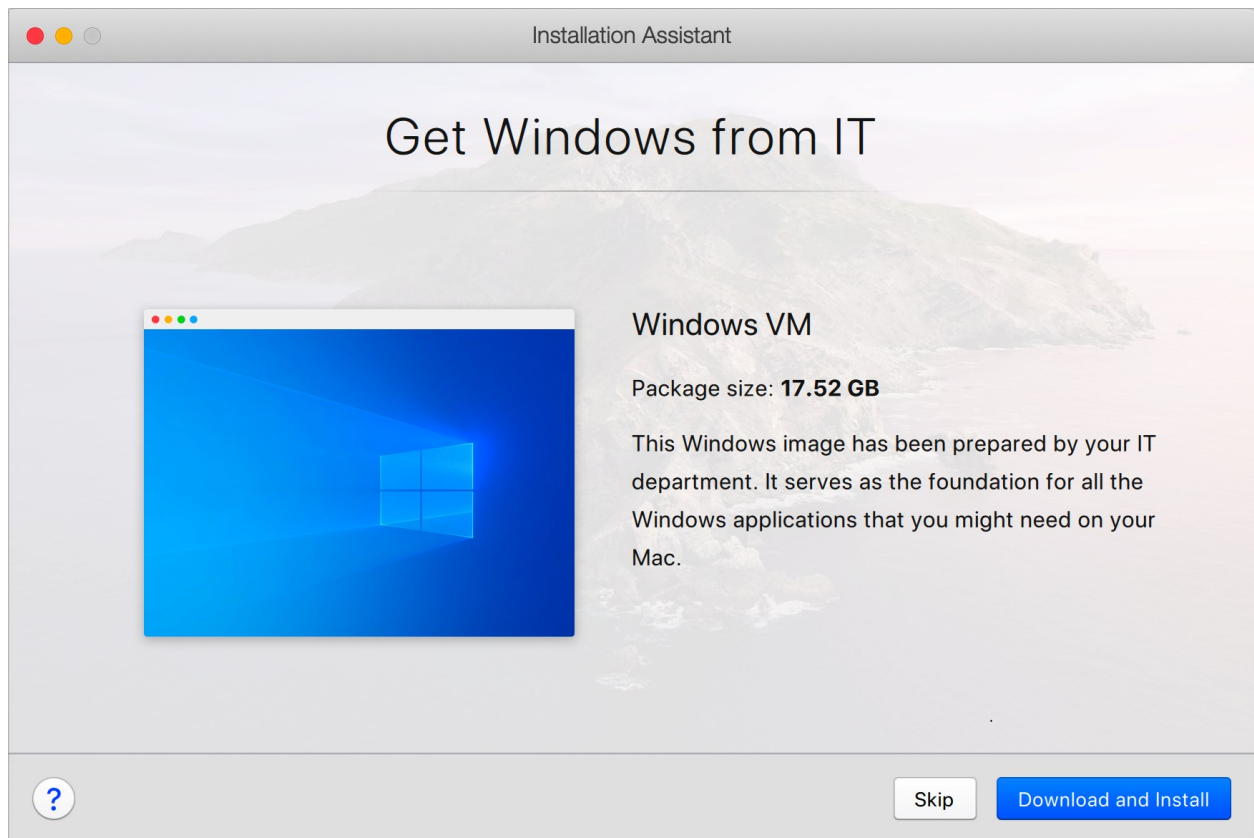 Installation Assistant
Get Windows from IT
Windows VM
Package size: 17.52 GB
This Windows image has been prepared by your IT
department. It serves as the foundation for all the
Windows applications that you might need on your
Mac.
.
?
Skip
Download and Install